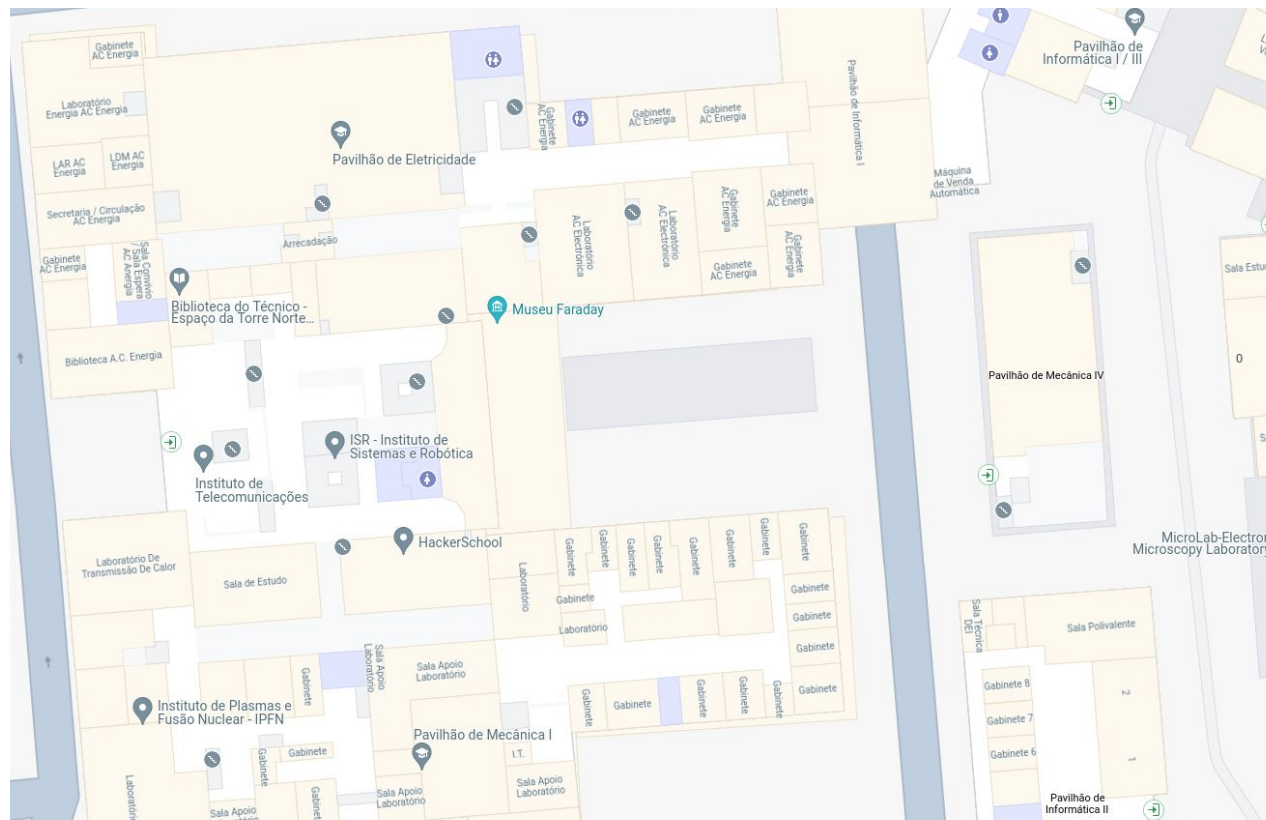 Gabinete
AC Energia
Laboratório
Energia AC Energia
LAR AC
Energia
LDM AC
Energia
Secretaria / Circulação
AC Energia
Gabinete
AC Energia
Sala Convívio
/ Sala Espera
AC Anergia
Biblioteca A.C. Energia
Pavilhão de Eletricidade
Arrecadação
Biblioteca do Técnico -
Espaço da Torre Norte...
Gabinete
AC Energia
Gabinete
AC Energia
Gabinete
AC Energia
Pavilhão de Informática I
Laboratório
AC Electrónica
Laboratório
AC Electrónica
Gabinete
AC Energia
Gabinete
AC Energia
Gabinete
AC Energia
Gabinete
AC Energia
Museu Faraday
Pavilhão de
Informática I / III
Máquina
de Venda
Automática
Sala Estu
0
Pavilhão de Mecânica IV
ISR - Instituto de
Sistemas e Robótica
Instituto de
Telecomunicações
HackerSchool
Laboratório De
Transmissão De Calor
Sala de Estudo
Laboratório
Gabinete
Gabinete
Gabinete
Gabinete
Gabinete
Gabinete
Gabinete
Gabinete
Gabinete
Gabinete
Gabinete
Laboratório
Gabinete
Gabinete
MicroLab-Electron
Microscopy Laboratory
Sala Técnica
DEI
Sala Polivalente
Sala Apoio
Laboratório
Sala Apoio
Laboratório
Gabinete
Gabinete
Gabinete
Gabinete
Gabinete
Gabinete
Gabinete
Instituto de Plasmas e
Fusão Nuclear - IPFN
Gabinete
Gabinete
Gabinete
Laboratório
Sala Apoio
Pavilhão de Mecânica I
I.T.
Sala Apoio
Laboratório
Sala Apoio
Laboratório
Gabinete 8
Gabinete 7
Gabinete 6
2
1
Pavilhão de
Informática II